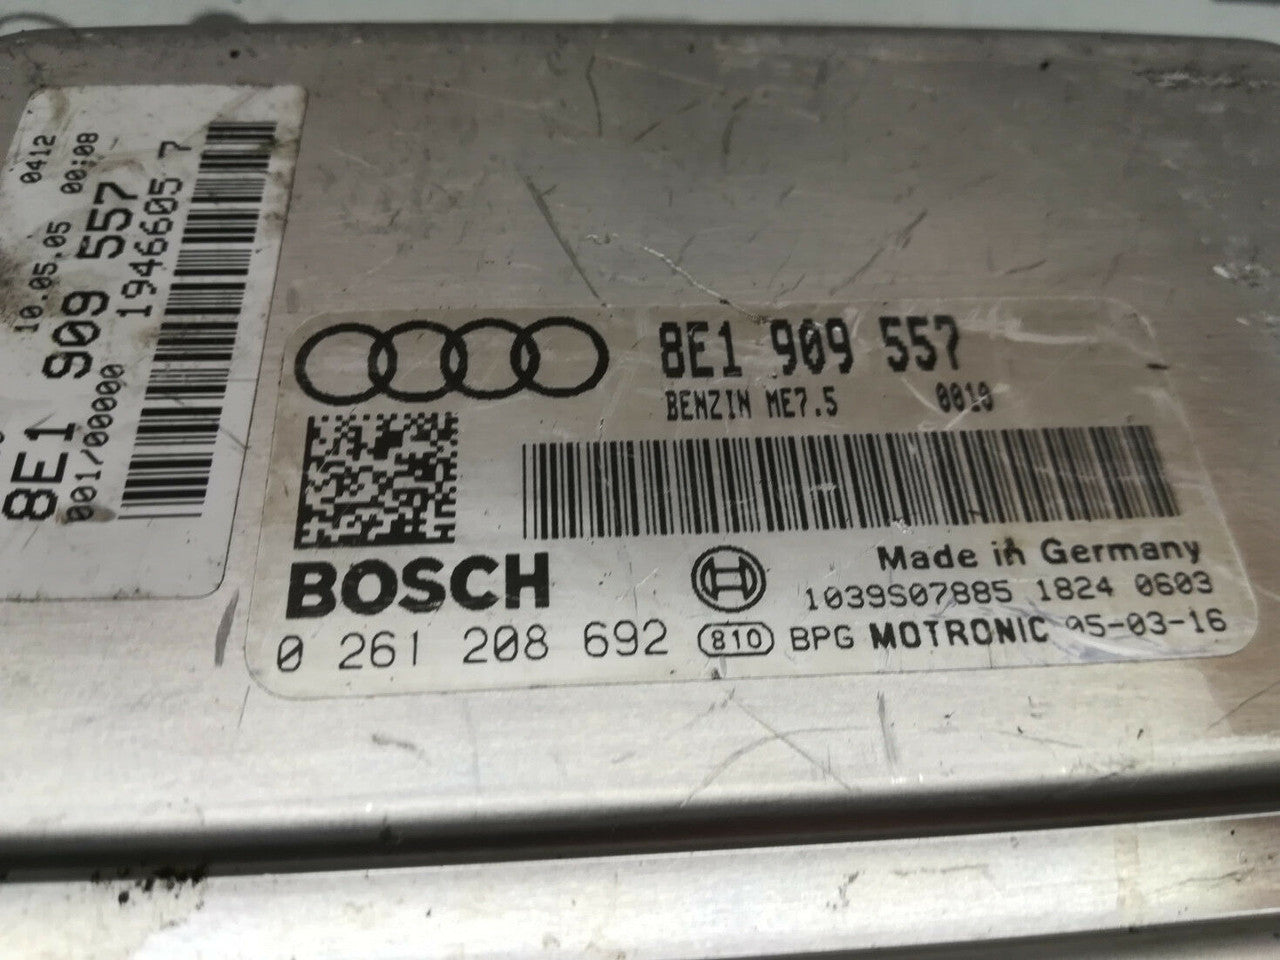 0412
10.05.05 00:08
8E1 909 557
001/00000 1946605 7
8E1 909 557
BENZIN ME7.5 0010
BOSCH
Made in Germany
1039S07885 1824 0603
0 261 208 692 810 BPG MOTRONIC 05-03-16